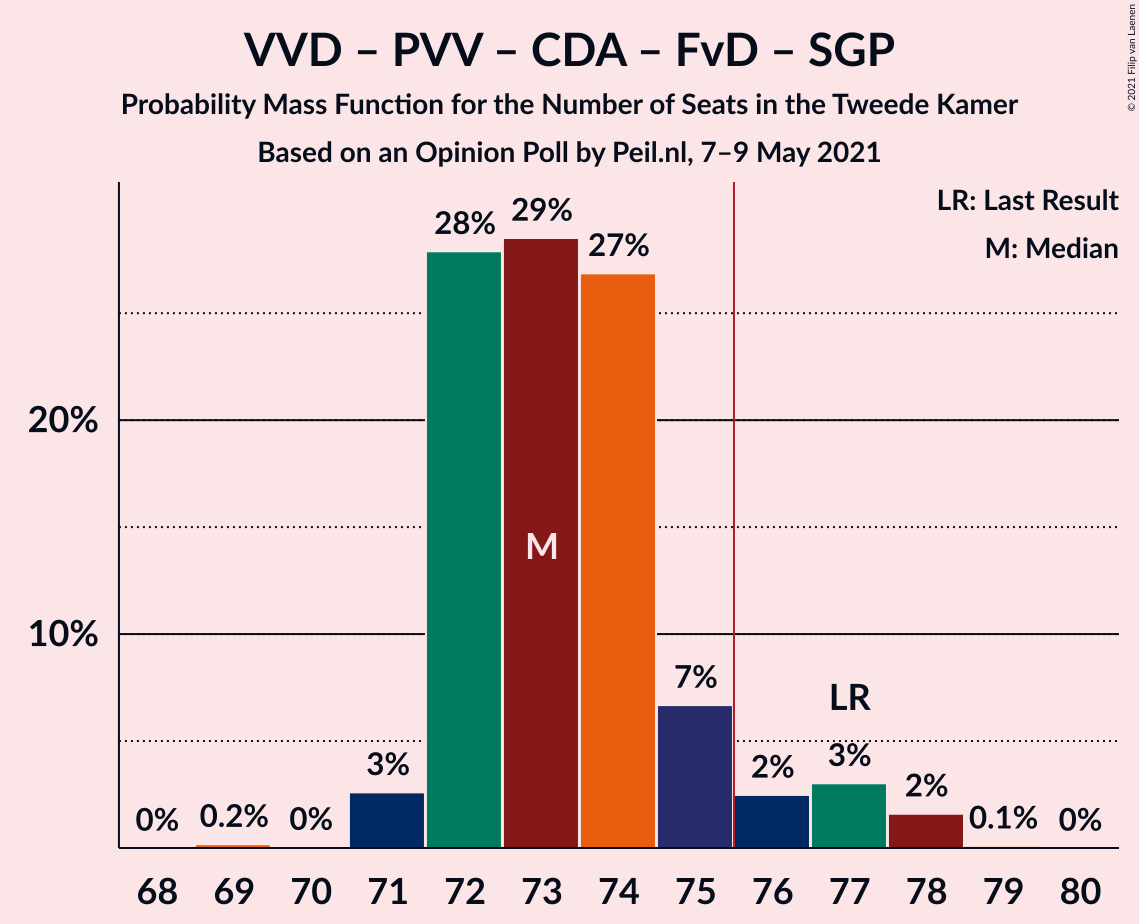 VVD – PVV – CDA – FvD – SGP
Probability Mass Function for the Number of Seats in the Tweede Kamer
Based on an Opinion Poll by Peil.nl, 7–9 May 2021
© 2021 Filip van Laenen
LR: Last Result
M: Median
20%
10%
0%
0.2%
0%
3%
28%
29%
27%
7%
2%
3%
2%
0.1%
0%
M
LR
68 69 70 71 72 73 74 75 76 77 78 79 80